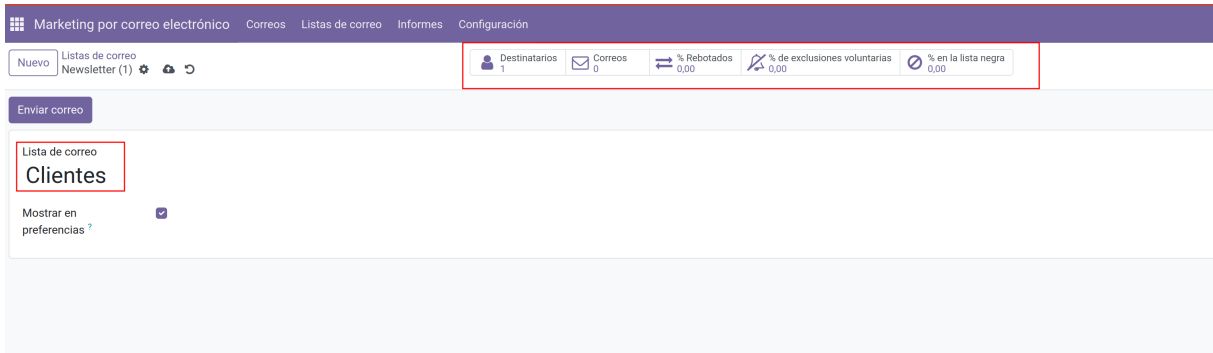 Marketing por correo electrónico Correos Listas de correo Informes Configuración
Nuevo
Listas de correo
Newsletter (1)
Destinatarios
1
Correos
0
% Rebotados
0,00
% de exclusiones voluntarias
0,00
% en la lista negra
0,00
Enviar correo
Lista de correo
Clientes
Mostrar en
preferencias ?